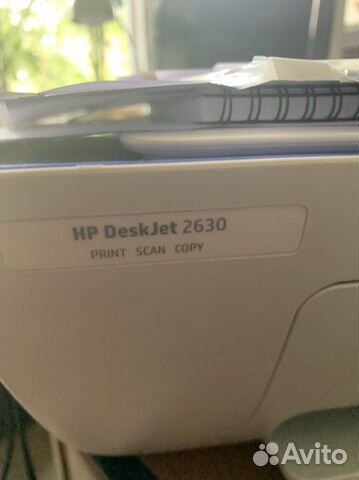 HP DeskJet 2630
PRINT SCAN COPY
Avito